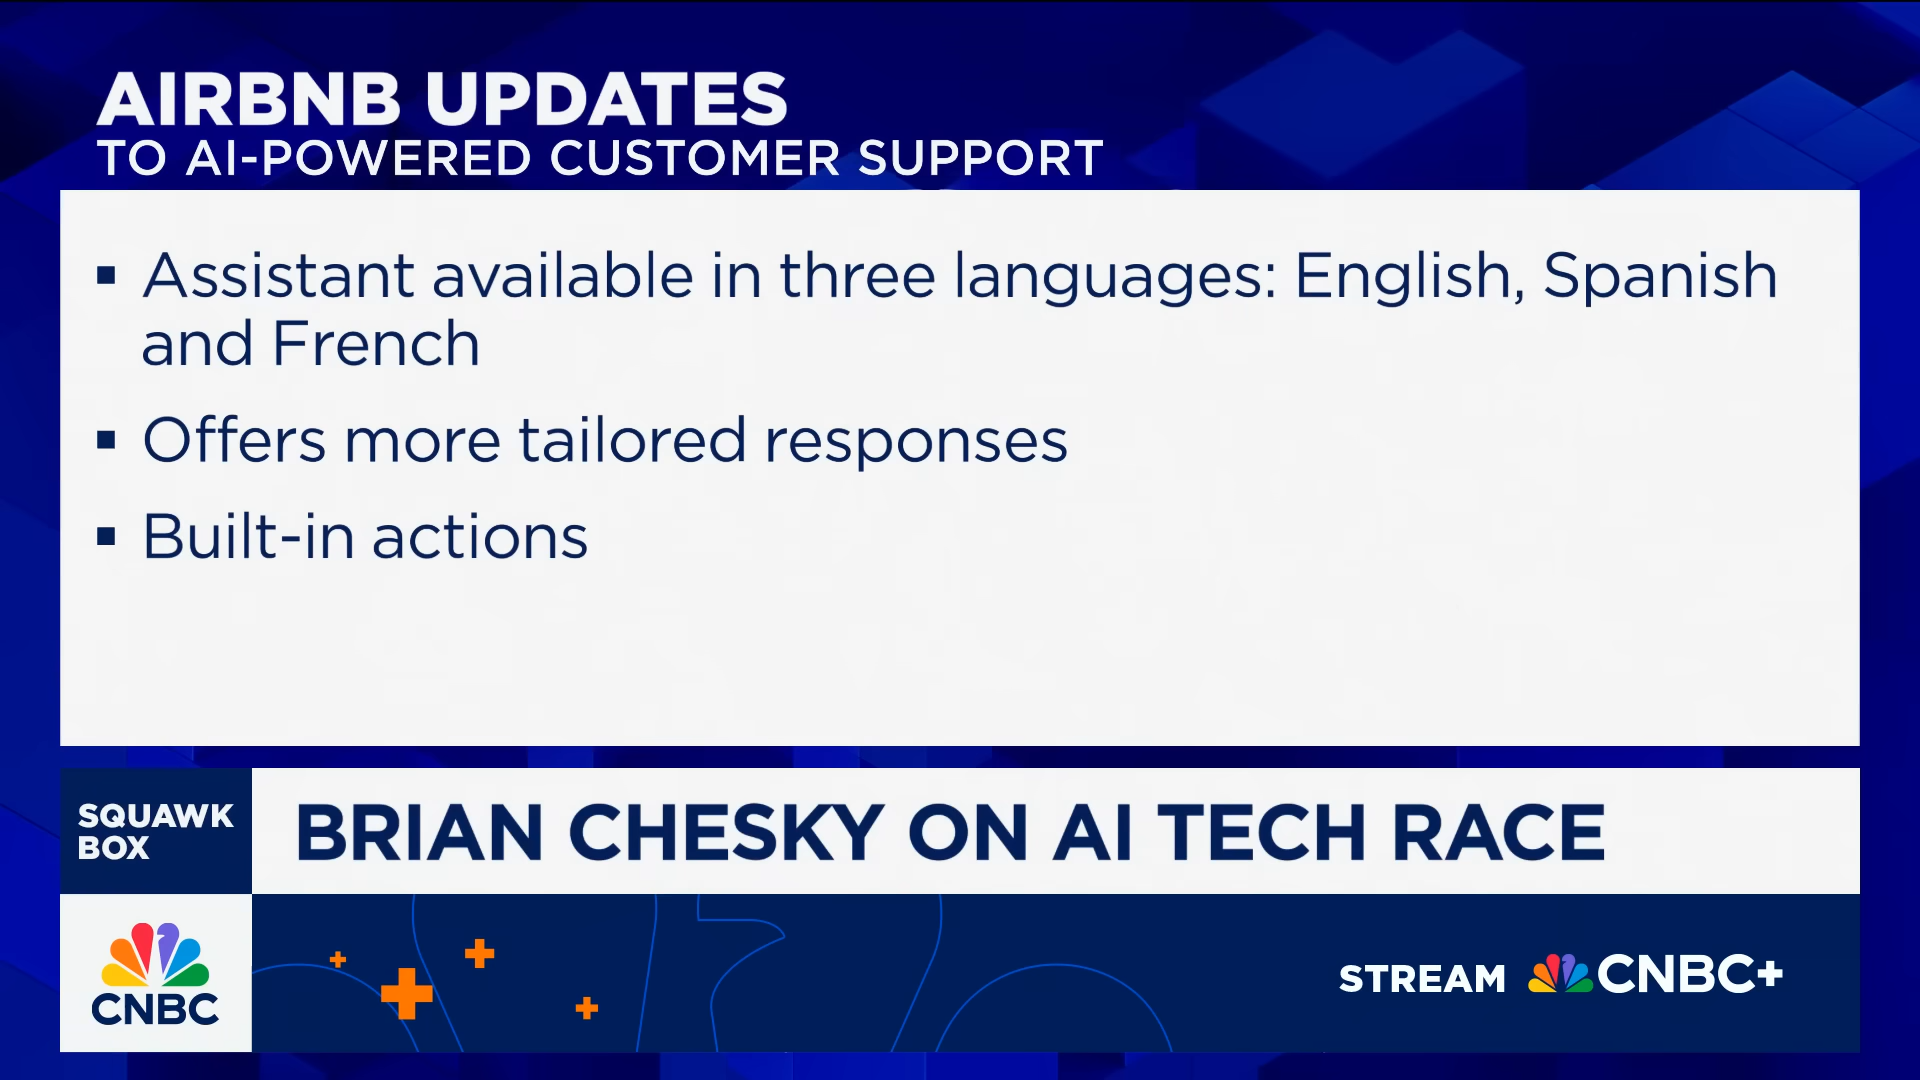 AIRBNB UPDATES
TO AI-POWERED CUSTOMER SUPPORT
▪ Assistant available in three languages: English, Spanish
and French
▪ Offers more tailored responses
▪ Built-in actions
SQUAWK
BOX
BRIAN CHESKY ON AI TECH RACE
CNBC
STREAM CNBC+